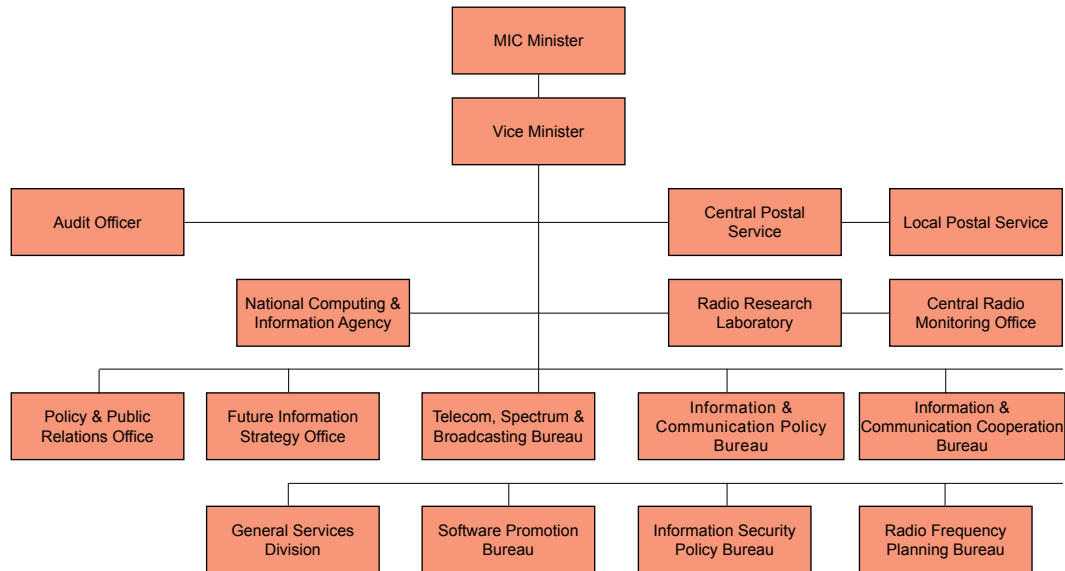 MIC Minister
Vice Minister
Audit Officer
Central Postal
Service
Local Postal Service
National Computing &
Information Agency
Radio Research
Laboratory
Central Radio
Monitoring Office
Policy & Public
Relations Office
Future Information
Strategy Office
Telecom, Spectrum &
Broadcasting Bureau
Information &
Communication Policy
Bureau
Information &
Communication Cooperation
Bureau
General Services
Division
Software Promotion
Bureau
Information Security
Policy Bureau
Radio Frequency
Planning Bureau